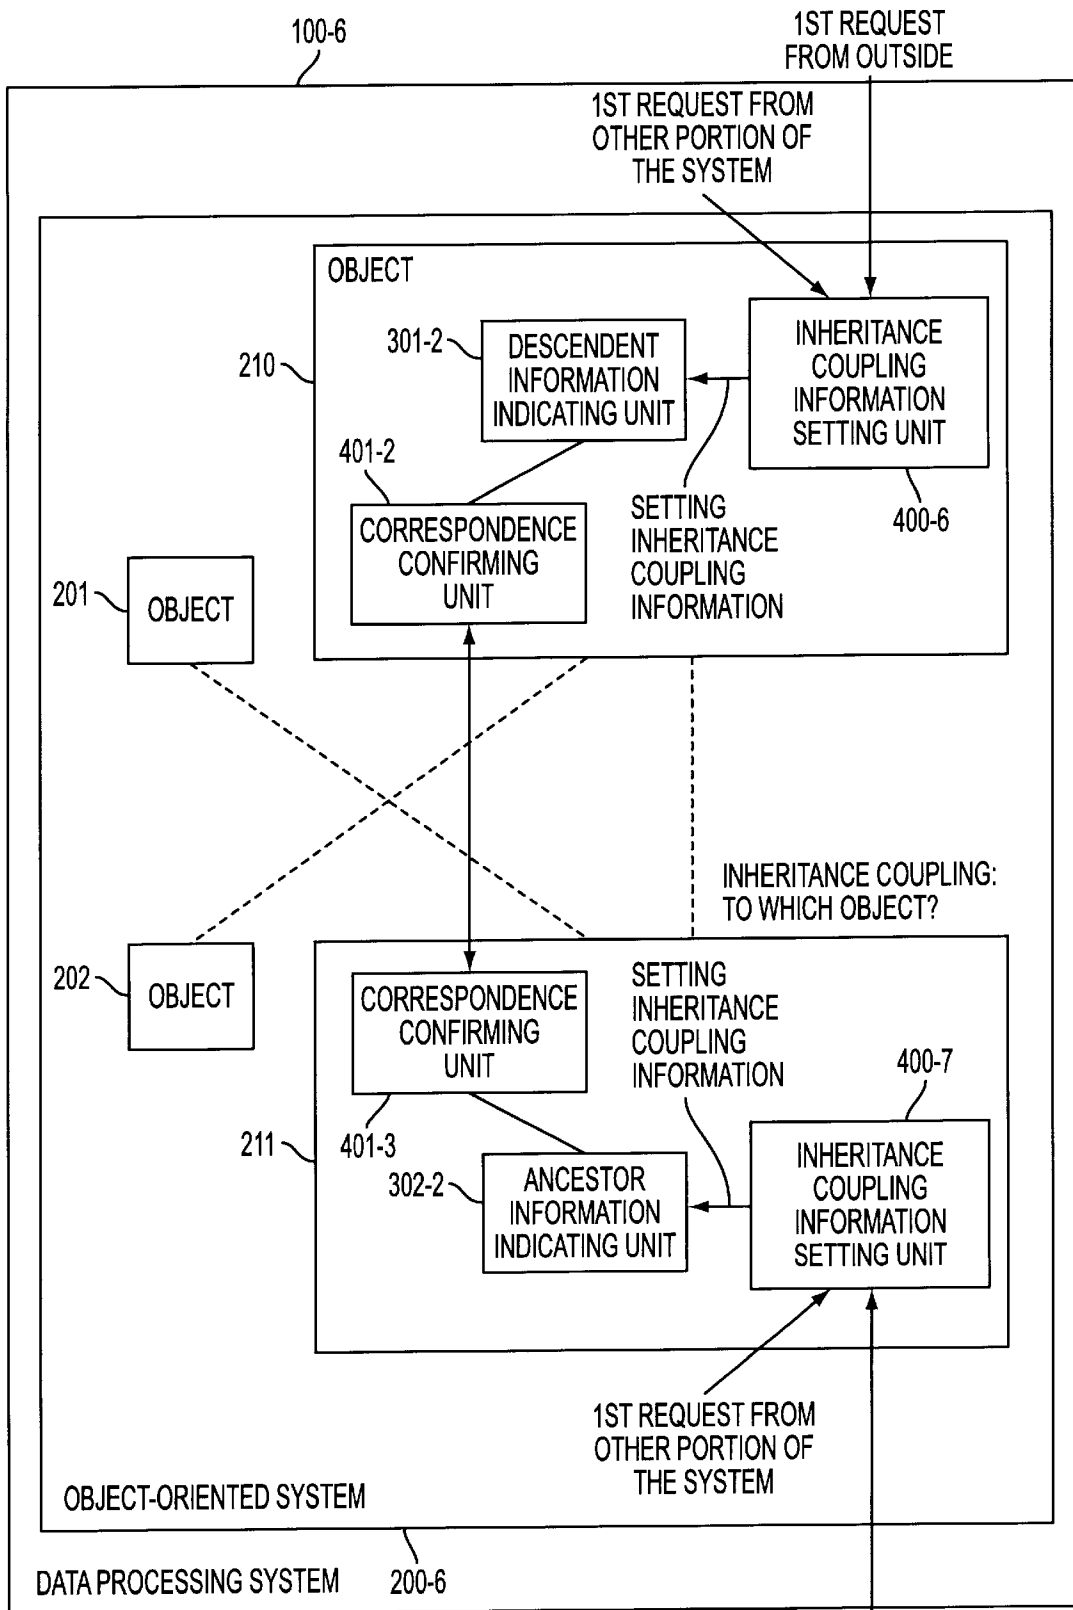 100-6
1ST REQUEST
FROM OUTSIDE
1ST REQUEST FROM
OTHER PORTION OF
THE SYSTEM
OBJECT
301-2
DESCENDENT
INFORMATION
INDICATING UNIT
INHERITANCE
COUPLING
INFORMATION
SETTING UNIT
210
401-2
CORRESPONDENCE
CONFIRMING
UNIT
SETTING
INHERITANCE
COUPLING
INFORMATION
400-6
201
OBJECT
INHERITANCE COUPLING:
TO WHICH OBJECT?
202
OBJECT
CORRESPONDENCE
CONFIRMING
UNIT
SETTING
INHERITANCE
COUPLING
INFORMATION
400-7
211
401-3
302-2
ANCESTOR
INFORMATION
INDICATING UNIT
INHERITANCE
COUPLING
INFORMATION
SETTING UNIT
1ST REQUEST FROM
OTHER PORTION OF
THE SYSTEM
OBJECT-ORIENTED SYSTEM
DATA PROCESSING SYSTEM
200-6